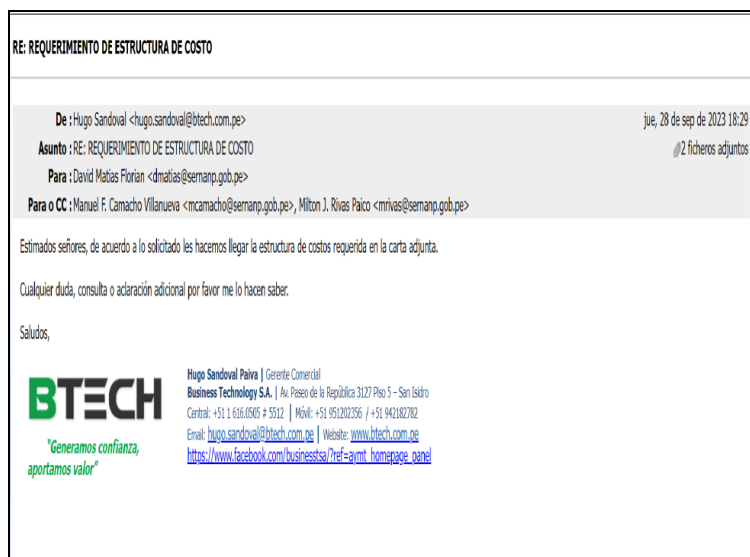 RE: REQUERIMIENTO DE ESTRUCTURA DE COSTO
De : Hugo Sandoval <hugo.sandoval@btech.com.pe>
jue, 28 de sep de 2023 18:29
Asunto : RE: REQUERIMIENTO DE ESTRUCTURA DE COSTO
2 ficheros adjuntos
Para : David Matias Florian <dmatias@sernanp.gob.pe>
Para o CC : Manuel F. Camacho Villanueva <mcamacho@sernanp.gob.pe>, Milton J. Rivas Paico <mrivas@sernanp.gob.pe>
Estimados señores, de acuerdo a lo solicitado les hacemos llegar la estructura de costos requerida en la carta adjunta.
Cualquier duda, consulta o aclaración adicional por favor me lo hacen saber.
Saludos,
BTECH
"Generamos confianza,
aportamos valor"
Hugo Sandoval Paiva | Gerente Comercial
Business Technology S.A. | Av. Paseo de la República 3127 Piso 5 – San Isidro
Central: +51 1 616.0505 # 5512 | Móvil: +51 951202356 / +51 942182782
Email: hugo.sandoval@btech.com.pe | Website: www.btech.com.pe
https://www.facebook.com/businesstsa/?ref=aymt_homepage_panel